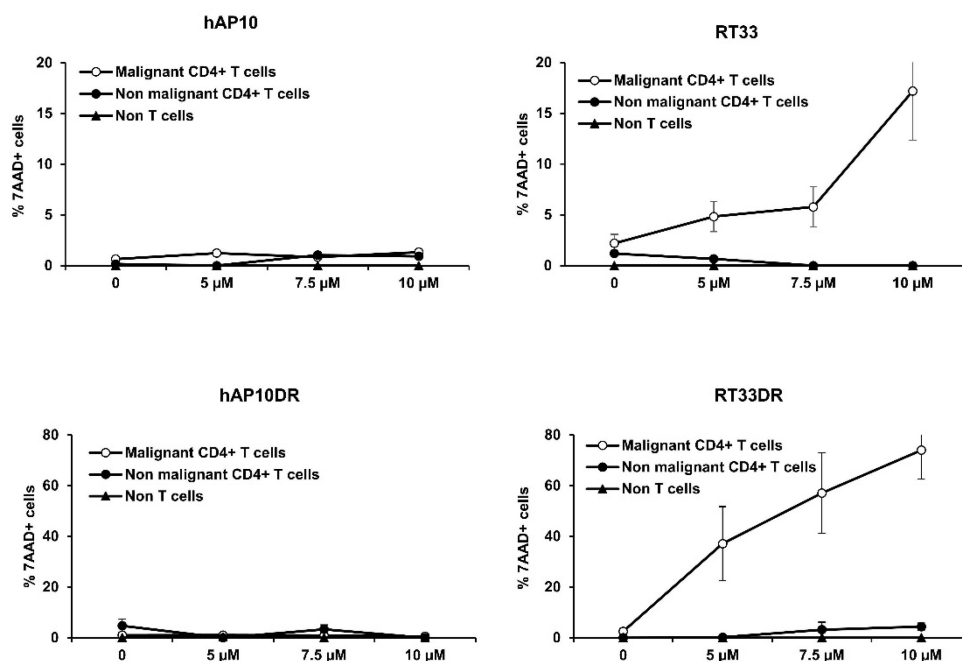 hAP10
% 7AAD+ cells
20
15
10
5
0
Malignant CD4+ T cells
Non malignant CD4+ T cells
Non T cells
0 5 µM 7.5 µM 10 µM
RT33
% 7AAD+ cells
20
15
10
5
0
Malignant CD4+ T cells
Non malignant CD4+ T cells
Non T cells
0 5 µM 7.5 µM 10 µM
hAP10DR
% 7AAD+ cells
80
60
40
20
0
Malignant CD4+ T cells
Non malignant CD4+ T cells
Non T cells
0 5 µM 7.5 µM 10 µM
RT33DR
% 7AAD+ cells
80
60
40
20
0
Malignant CD4+ T cells
Non malignant CD4+ T cells
Non T cells
0 5 µM 7.5 µM 10 µM